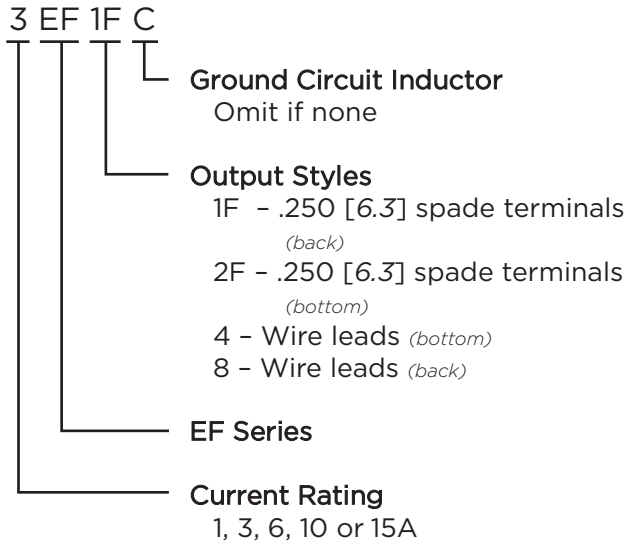 3 EF 1F C
Ground Circuit Inductor
Omit if none
Output Styles
1F – .250 [6.3] spade terminals
(back)
2F – .250 [6.3] spade terminals
(bottom)
4 – Wire leads (bottom)
8 – Wire leads (back)
EF Series
Current Rating
1, 3, 6, 10 or 15A